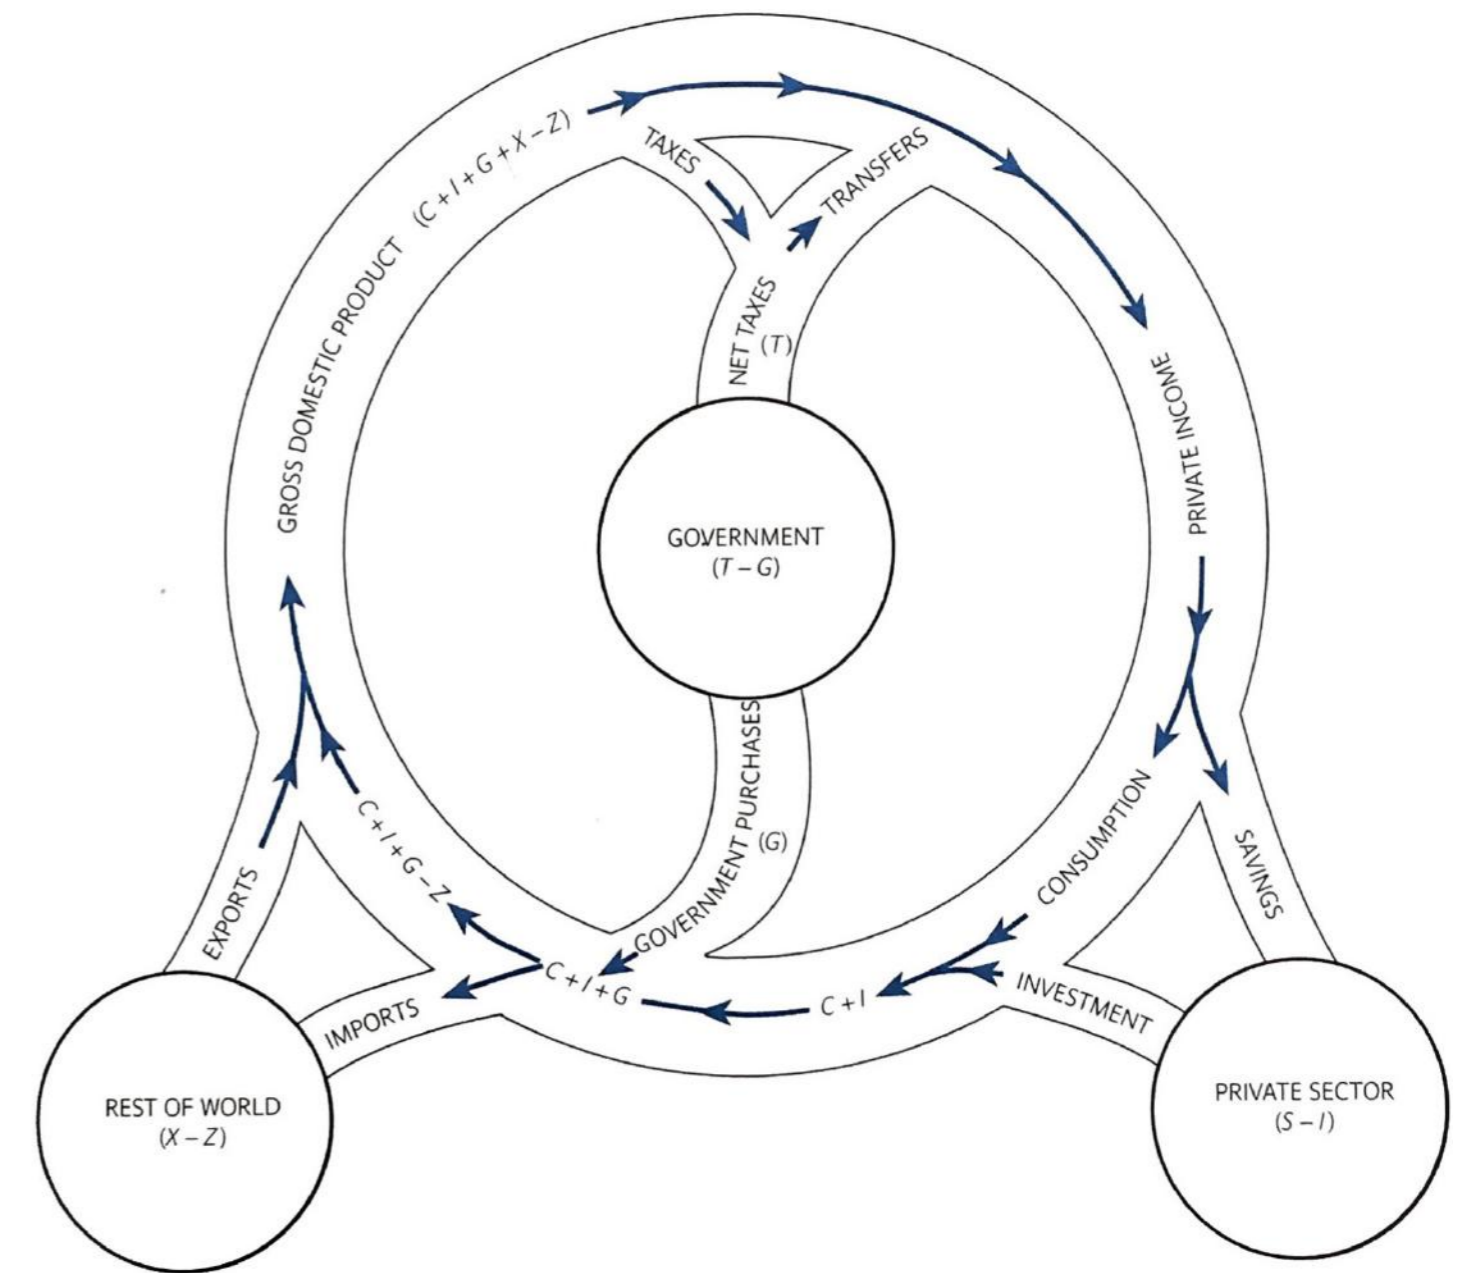 GROSS DOMESTIC PRODUCT (C + I + G + X – Z)
TAXES
TRANSFERS
NET TAXES
(T)
PRIVATE INCOME
GOVERNMENT
(T – G)
GOVERNMENT PURCHASES
(G)
CONSUMPTION
SAVINGS
INVESTMENT
C + I
C + I + G
C + I + G – Z
EXPORTS
IMPORTS
REST OF WORLD
(X – Z)
PRIVATE SECTOR
(S – I)